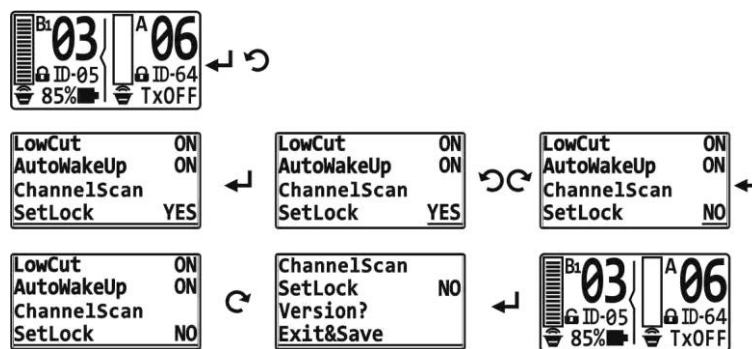 B1 03 A 06
ID-05 ID-64
85% TxOFF
LowCut ON
AutoWakeUp ON
ChannelScan
SetLock YES
LowCut ON
AutoWakeUp ON
ChannelScan
SetLock YES
LowCut ON
AutoWakeUp ON
ChannelScan
SetLock NO
LowCut ON
AutoWakeUp ON
ChannelScan
SetLock NO
ChannelScan
SetLock NO
Version?
Exit&Save
B1 03 A 06
ID-05 ID-64
85% TxOFF